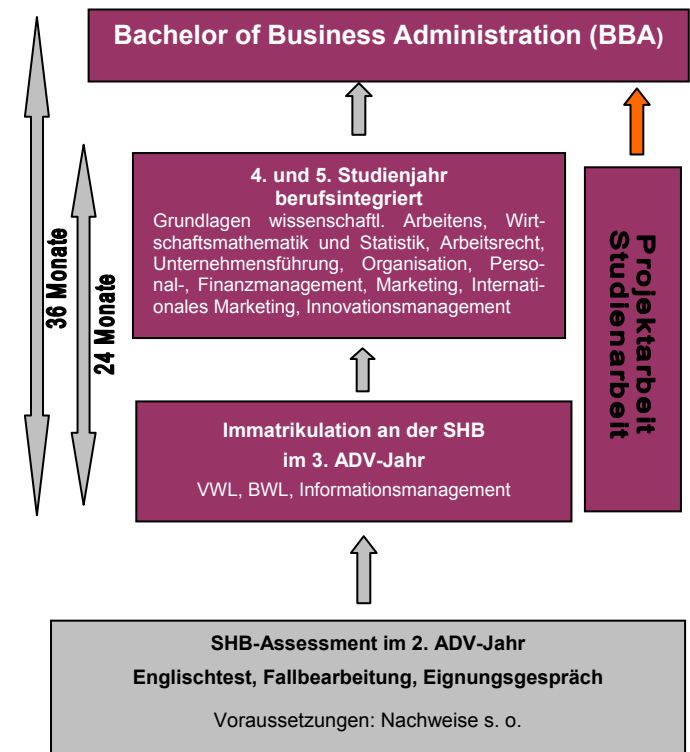 Bachelor of Business Administration (BBA)
36 Monate
24 Monate
4. und 5. Studienjahr
berufsintegriert
Grundlagen wissenschaftl. Arbeitens, Wirt-
schaftsmathematik und Statistik, Arbeitsrecht,
Unternehmensführung, Organisation, Perso-
nal-, Finanzmanagement, Marketing, Internati-
onales Marketing, Innovationsmanagement
Projektarbeit
Studienarbeit
Immatrikulation an der SHB
im 3. ADV-Jahr
VWL, BWL, Informationsmanagement
SHB-Assessment im 2. ADV-Jahr
Englischtest, Fallbearbeitung, Eignungsgespräch
Voraussetzungen: Nachweise s. o.